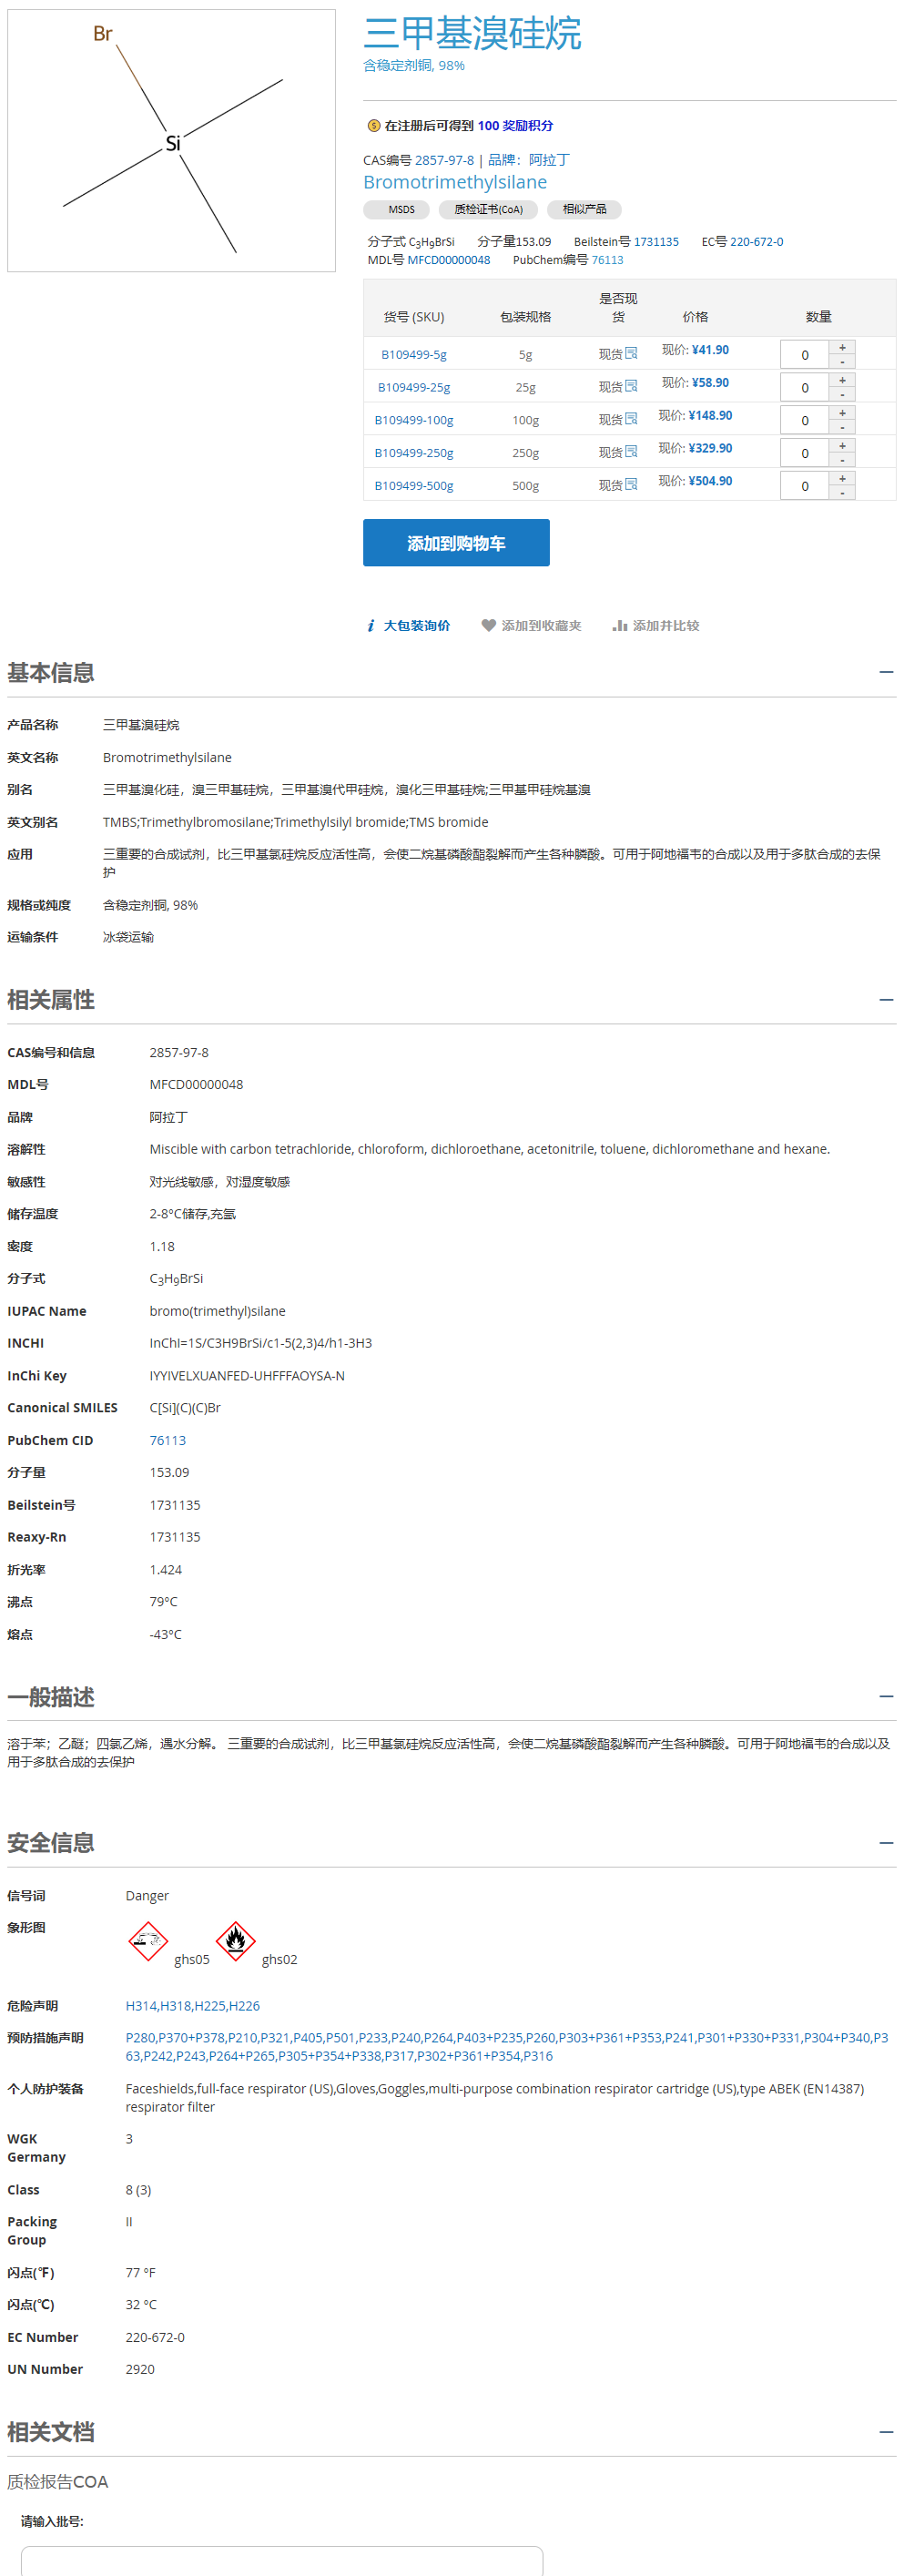 Br
Si
三甲基溴硅烷
含稳定剂铜, 98%
在注册后可得到 100 奖励积分
CAS编号 2857-97-8 | 品牌：阿拉丁
Bromotrimethylsilane
MSDS 质检证书(CoA) 相似产品
分子式 C3H9BrSi 分子量153.09 Beilstein号 1731135 EC号 220-672-0
MDL号 MFCD00000048 PubChem编号 76113
货号 (SKU) 包装规格 是否现货 价格 数量
B109499-5g 5g 现货 现价: ¥41.90 0 + -
B109499-25g 25g 现货 现价: ¥58.90 0 + -
B109499-100g 100g 现货 现价: ¥148.90 0 + -
B109499-250g 250g 现货 现价: ¥329.90 0 + -
B109499-500g 500g 现货 现价: ¥504.90 0 + -
添加到购物车
大包装询价 添加到收藏夹 添加并比较
基本信息
产品名称 三甲基溴硅烷
英文名称 Bromotrimethylsilane
别名 三甲基溴化硅，溴三甲基硅烷，三甲基溴代甲硅烷，溴化三甲基硅烷;三甲基甲硅烷基溴
英文别名 TMBS;Trimethylbromosilane;Trimethylsilyl bromide;TMS bromide
应用 三重要的合成试剂，比三甲基氯硅烷反应活性高，会使二烷基磷酸酯裂解而产生各种膦酸。可用于阿地福韦的合成以及用于多肽合成的去保
护
规格或纯度 含稳定剂铜, 98%
运输条件 冰袋运输
相关属性
CAS编号和信息 2857-97-8
MDL号 MFCD00000048
品牌 阿拉丁
溶解性 Miscible with carbon tetrachloride, chloroform, dichloroethane, acetonitrile, toluene, dichloromethane and hexane.
敏感性 对光线敏感，对湿度敏感
储存温度 2-8°C储存,充氩
密度 1.18
分子式 C3H9BrSi
IUPAC Name bromo(trimethyl)silane
INCHI InChI=1S/C3H9BrSi/c1-5(2,3)4/h1-3H3
InChi Key IYYIVELXUANFED-UHFFFAOYSA-N
Canonical SMILES C[Si](C)(C)Br
PubChem CID 76113
分子量 153.09
Beilstein号 1731135
Reaxy-Rn 1731135
折光率 1.424
沸点 79°C
熔点 -43°C
一般描述
溶于苯；乙醚；四氯乙烯，遇水分解。 三重要的合成试剂，比三甲基氯硅烷反应活性高，会使二烷基磷酸酯裂解而产生各种膦酸。可用于阿地福韦的合成以及
用于多肽合成的去保护
安全信息
信号词 Danger
象形图 ghs05 ghs02
危险声明 H314,H318,H225,H226
预防措施声明 P280,P370+P378,P210,P321,P405,P501,P233,P240,P264,P403+P235,P260,P303+P361+P353,P241,P301+P330+P331,P304+P340,P3
63,P242,P243,P264+P265,P305+P354+P338,P317,P302+P361+P354,P316
个人防护装备 Faceshields,full-face respirator (US),Gloves,Goggles,multi-purpose combination respirator cartridge (US),type ABEK (EN14387)
respirator filter
WGK Germany 3
Class 8 (3)
Packing Group II
闪点(°F) 77 °F
闪点(°C) 32 °C
EC Number 220-672-0
UN Number 2920
相关文档
质检报告COA
请输入批号: